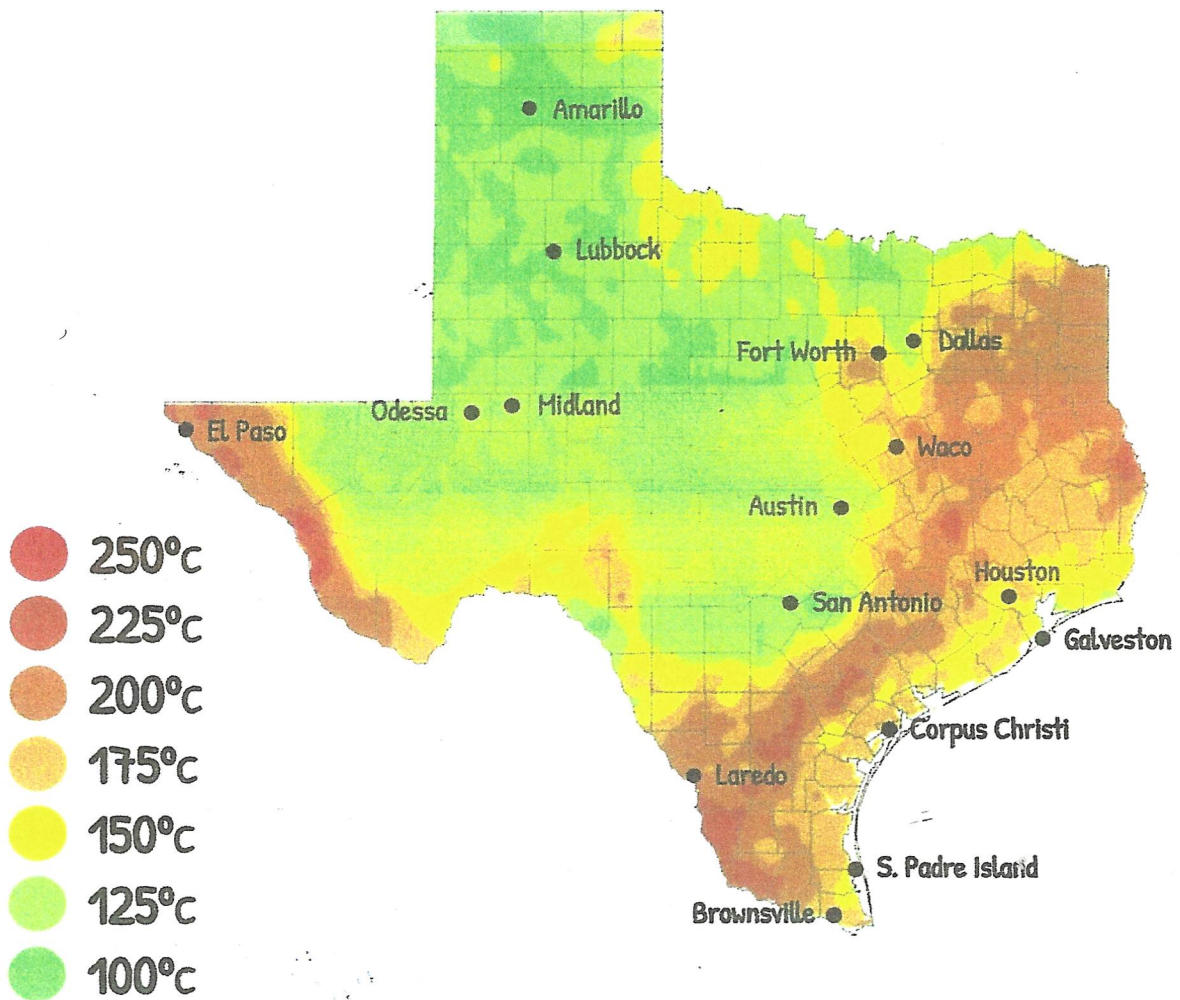 Amarillo
Lubbock
Fort Worth
Dallas
Odessa
Midland
El Paso
Waco
Austin
Houston
San Antonio
Galveston
Corpus Christi
Laredo
S. Padre Island
Brownsville
250°C
225°C
200°C
175°C
150°C
125°C
100°C